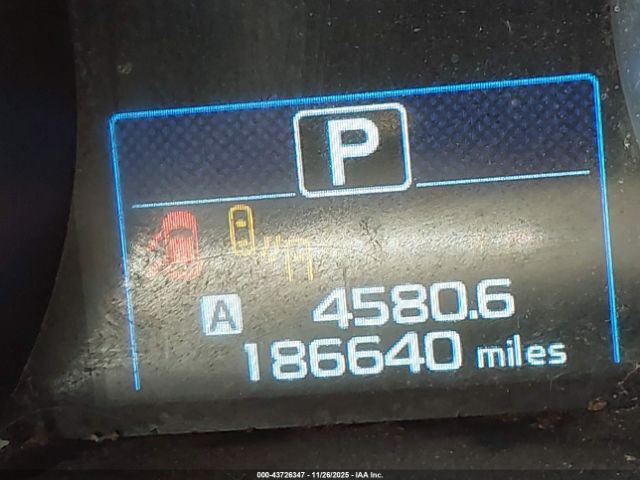 P
A 4580.6
186640 miles
000-43726347 - 11/26/2025 - IAA Inc.